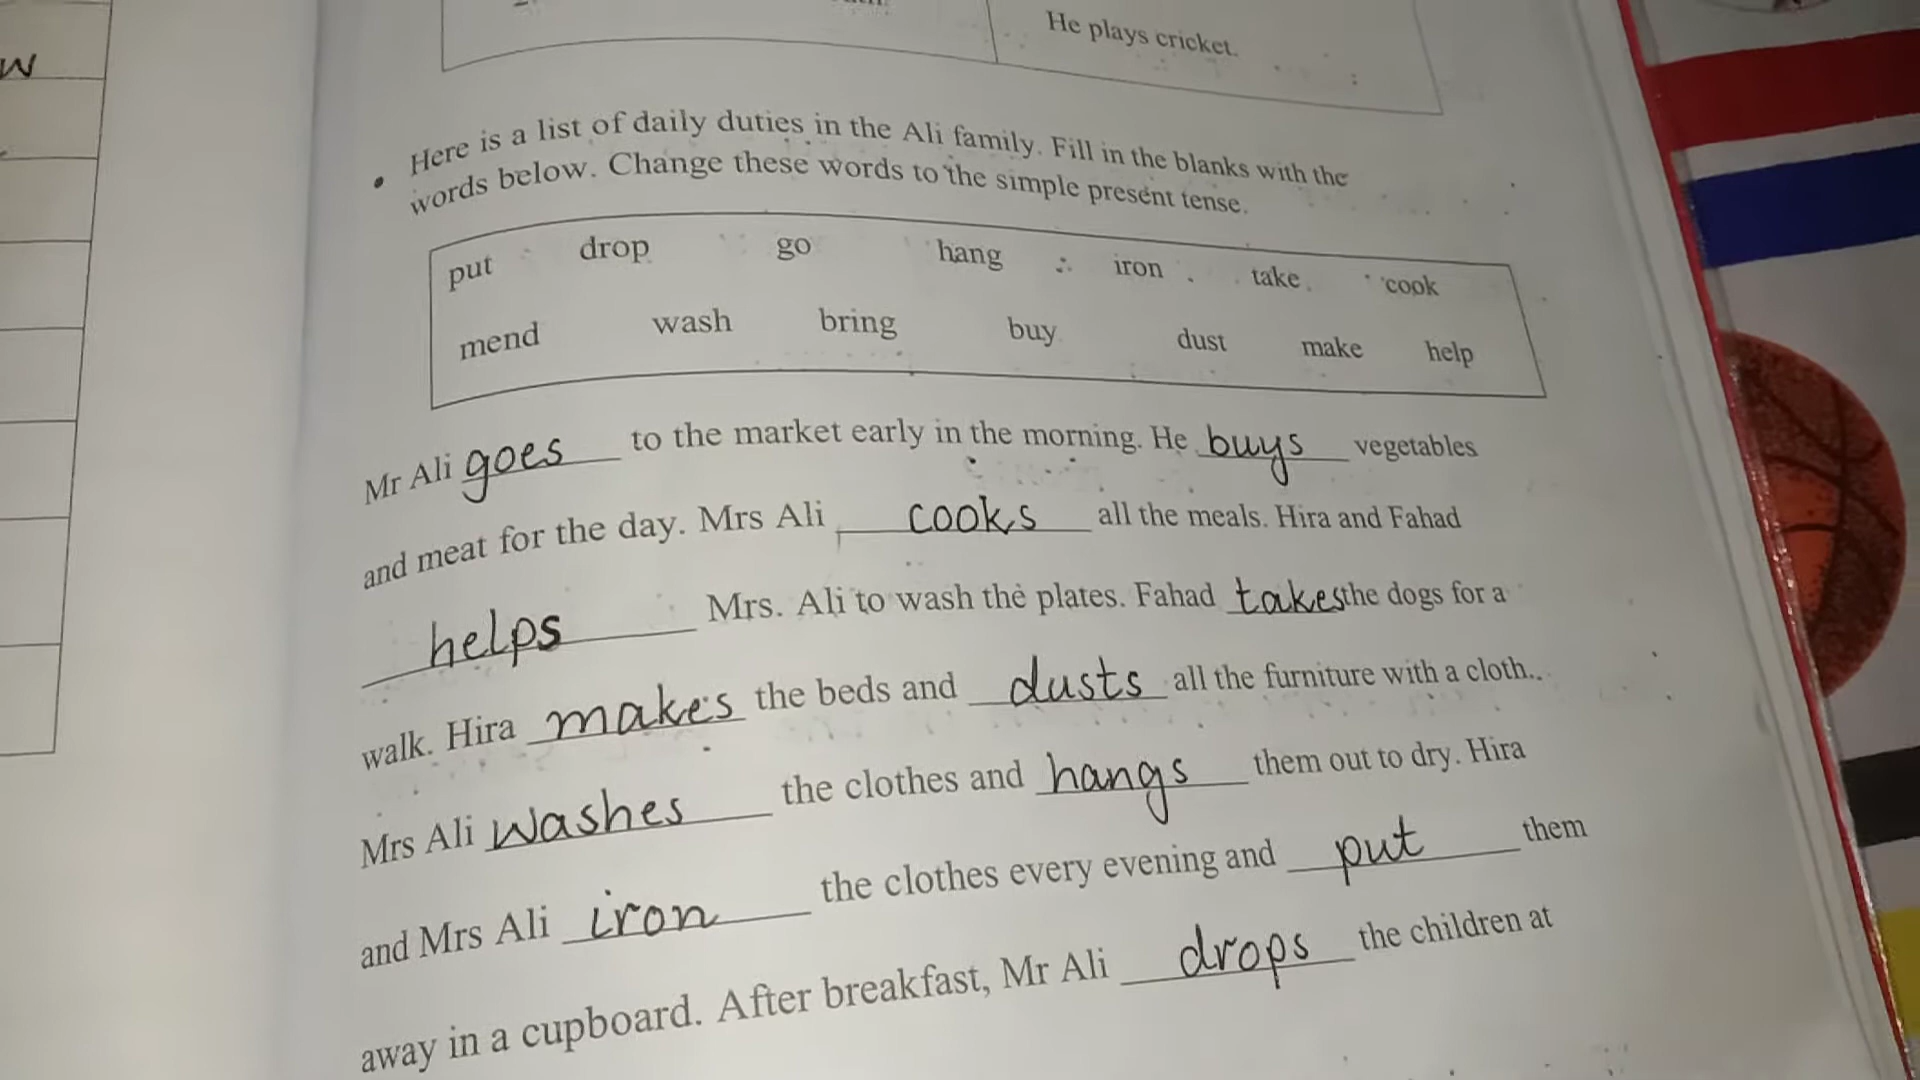 w
He plays cricket.
• Here is a list of daily duties in the Ali family. Fill in the blanks with the
words below. Change these words to the simple present tense.
put drop go hang iron take cook
mend wash bring buy dust make help
Mr Ali goes to the market early in the morning. He buys vegetables
and meat for the day. Mrs Ali cooks all the meals. Hira and Fahad
helps Mrs. Ali to wash the plates. Fahad takes the dogs for a
walk. Hira makes the beds and dusts all the furniture with a cloth..
Mrs Ali washes the clothes and hangs them out to dry. Hira
and Mrs Ali iron the clothes every evening and put them
away in a cupboard. After breakfast, Mr Ali drops the children at